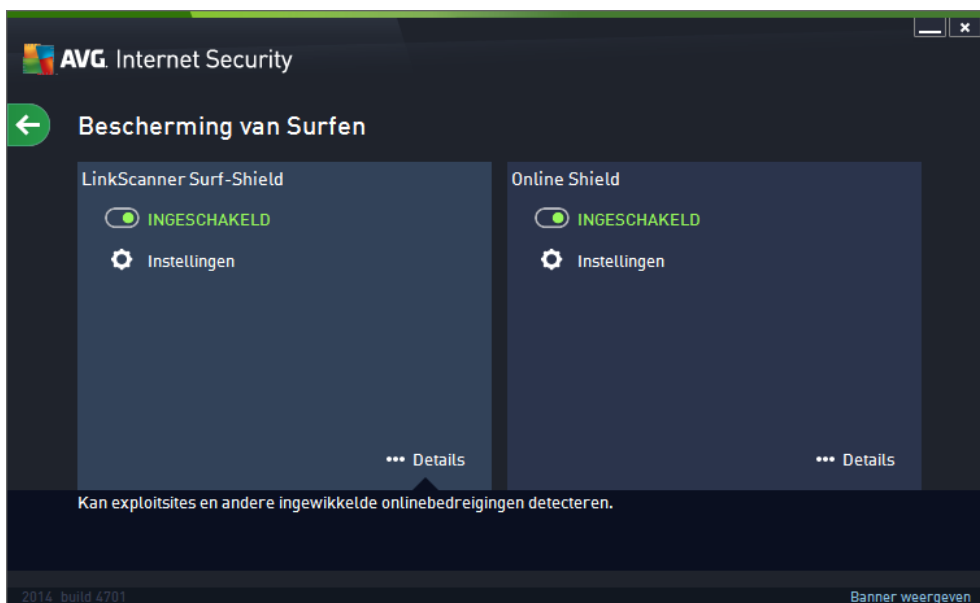 AVG. Internet Security
Bescherming van Surfen
LinkScanner Surf-Shield
INGESCHAKELD
Instellingen
••• Details
Online Shield
INGESCHAKELD
Instellingen
••• Details
Kan exploitsites en andere ingewikkelde onlinebedreigingen detecteren.
2014 build 4701
Banner weergeven